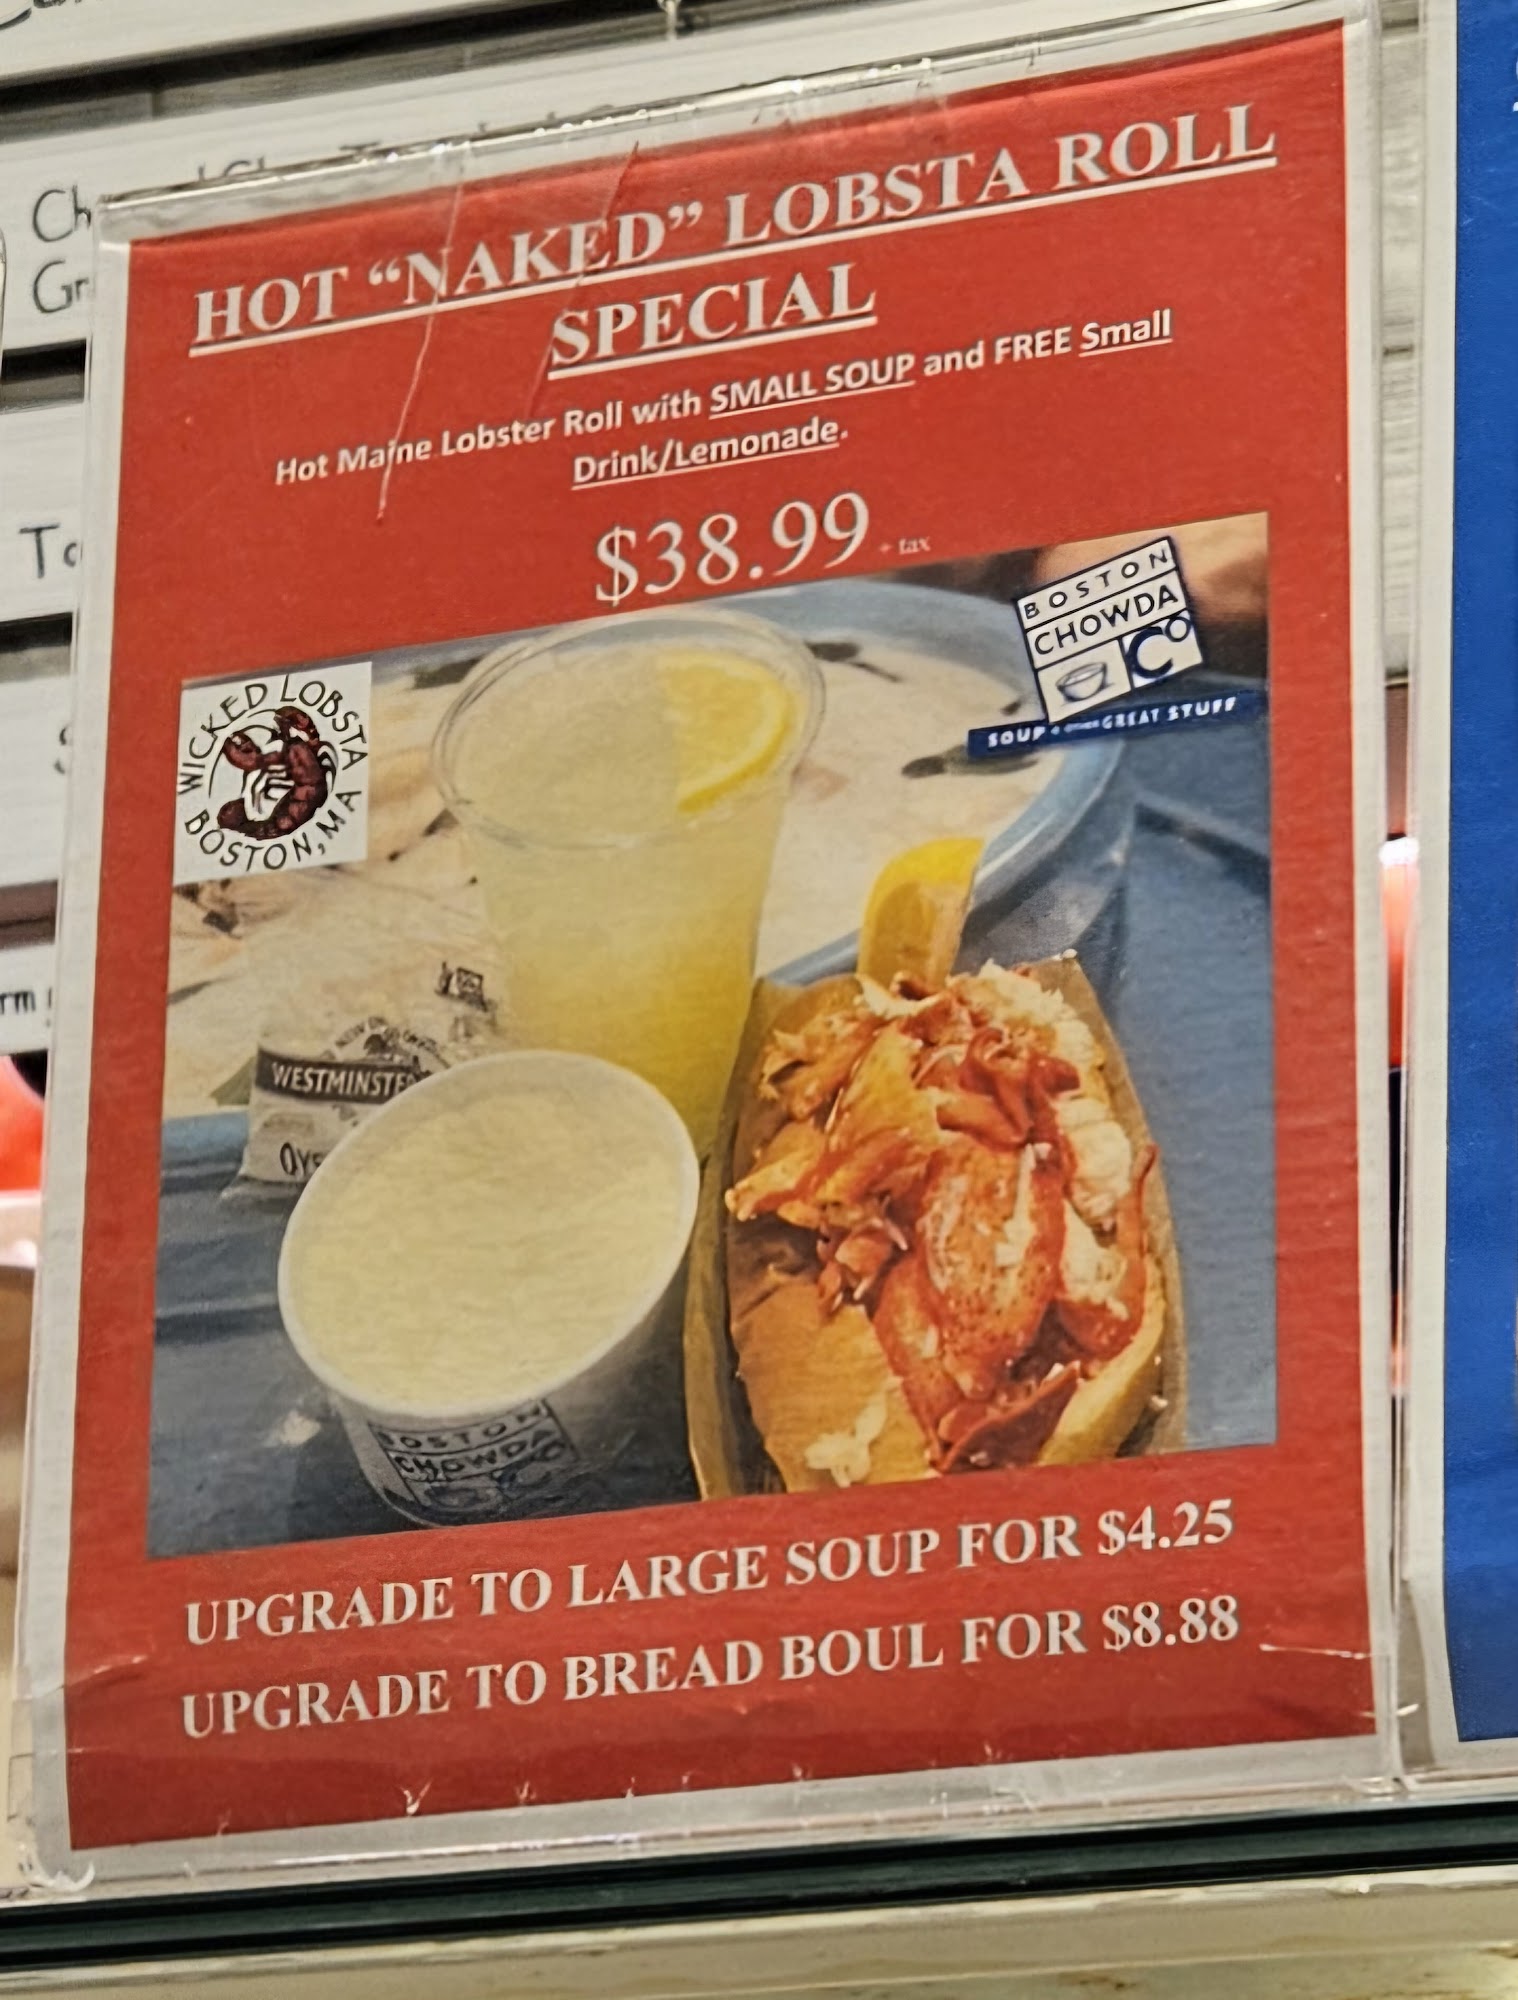 HOT “NAKED” LOBSTA ROLL
SPECIAL
Hot Maine Lobster Roll with SMALL SOUP and FREE Small
Drink/Lemonade.
$38.99 + tax
BOSTON
CHOWDA
Co
SOUP & OTHER GREAT STUFF
WICKED LOBSTA
BOSTON, MA
WESTMINSTER
BOSTON
CHOWDA
UPGRADE TO LARGE SOUP FOR $4.25
UPGRADE TO BREAD BOUL FOR $8.88